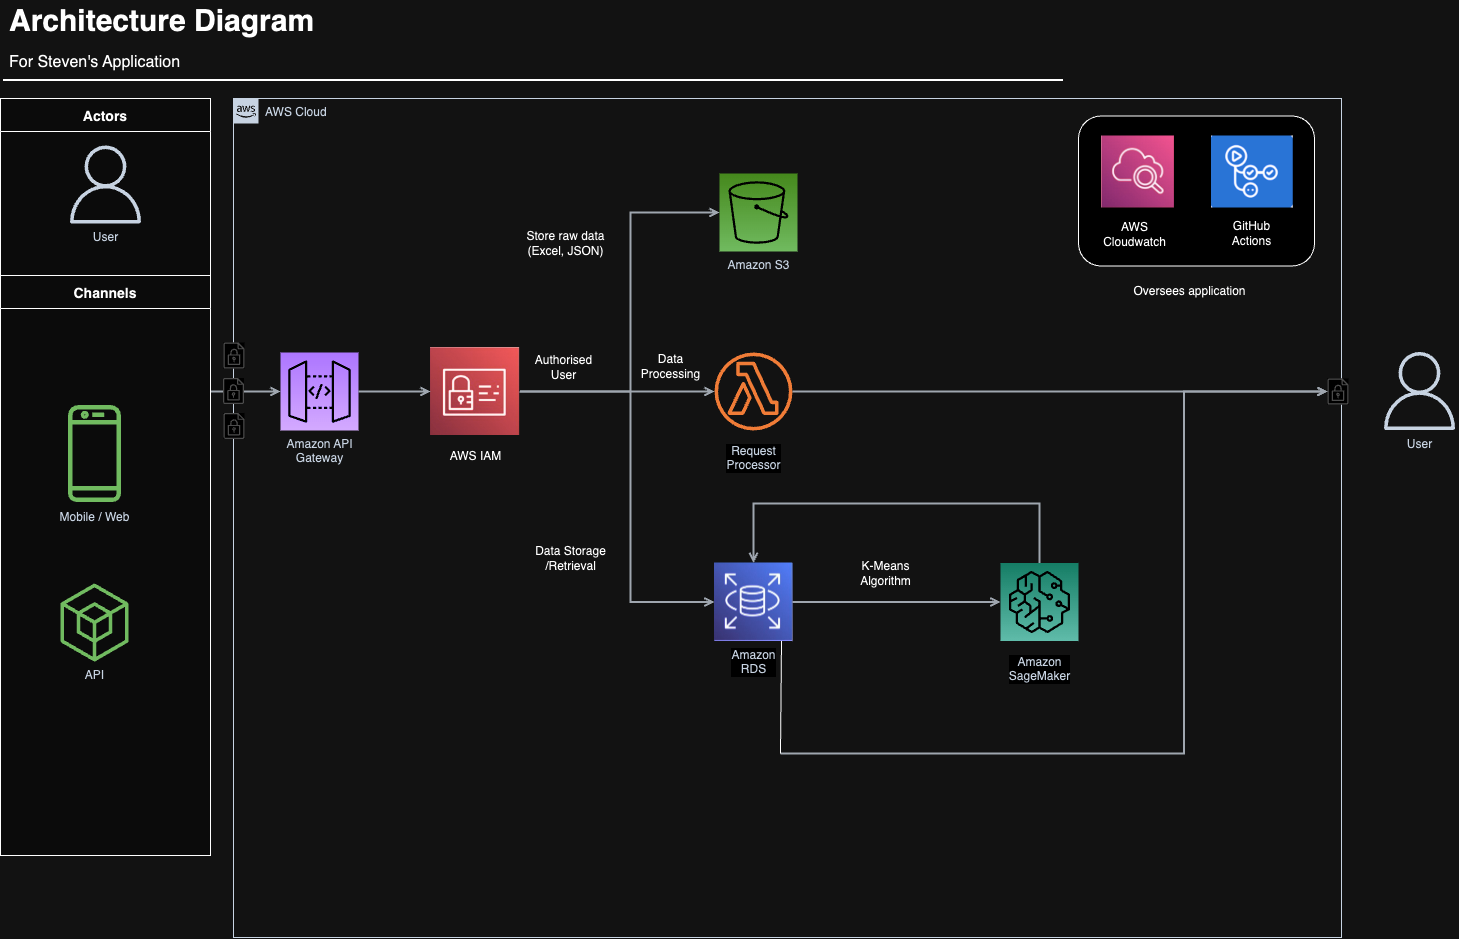 Architecture Diagram
For Steven's Application
Actors
User
Channels
Mobile / Web
API
aws
AWS Cloud
Amazon API
Gateway
AWS IAM
Authorised
User
Store raw data
(Excel, JSON)
Amazon S3
Data
Processing
Request
Processor
Data Storage
/Retrieval
Amazon
RDS
K-Means
Algorithm
Amazon
SageMaker
AWS
Cloudwatch
GitHub
Actions
Oversees application
User